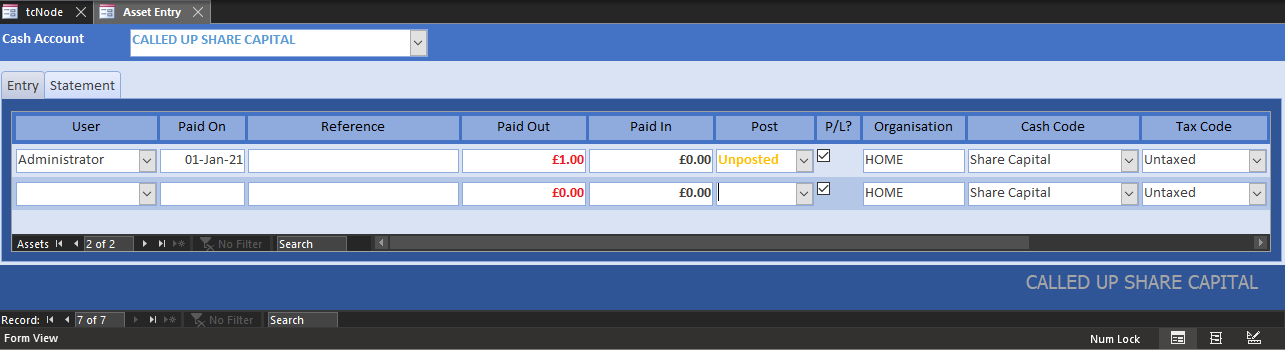 tcNode Asset Entry
Cash Account CALLED UP SHARE CAPITAL
Entry Statement
User Paid On Reference Paid Out Paid In Post P/L? Organisation Cash Code Tax Code
Administrator 01-Jan-21 £1.00 £0.00 Unposted HOME Share Capital Untaxed
£0.00 £0.00 HOME Share Capital Untaxed
Assets 2 of 2 No Filter Search
CALLED UP SHARE CAPITAL
Record: 7 of 7 No Filter Search
Form View Num Lock